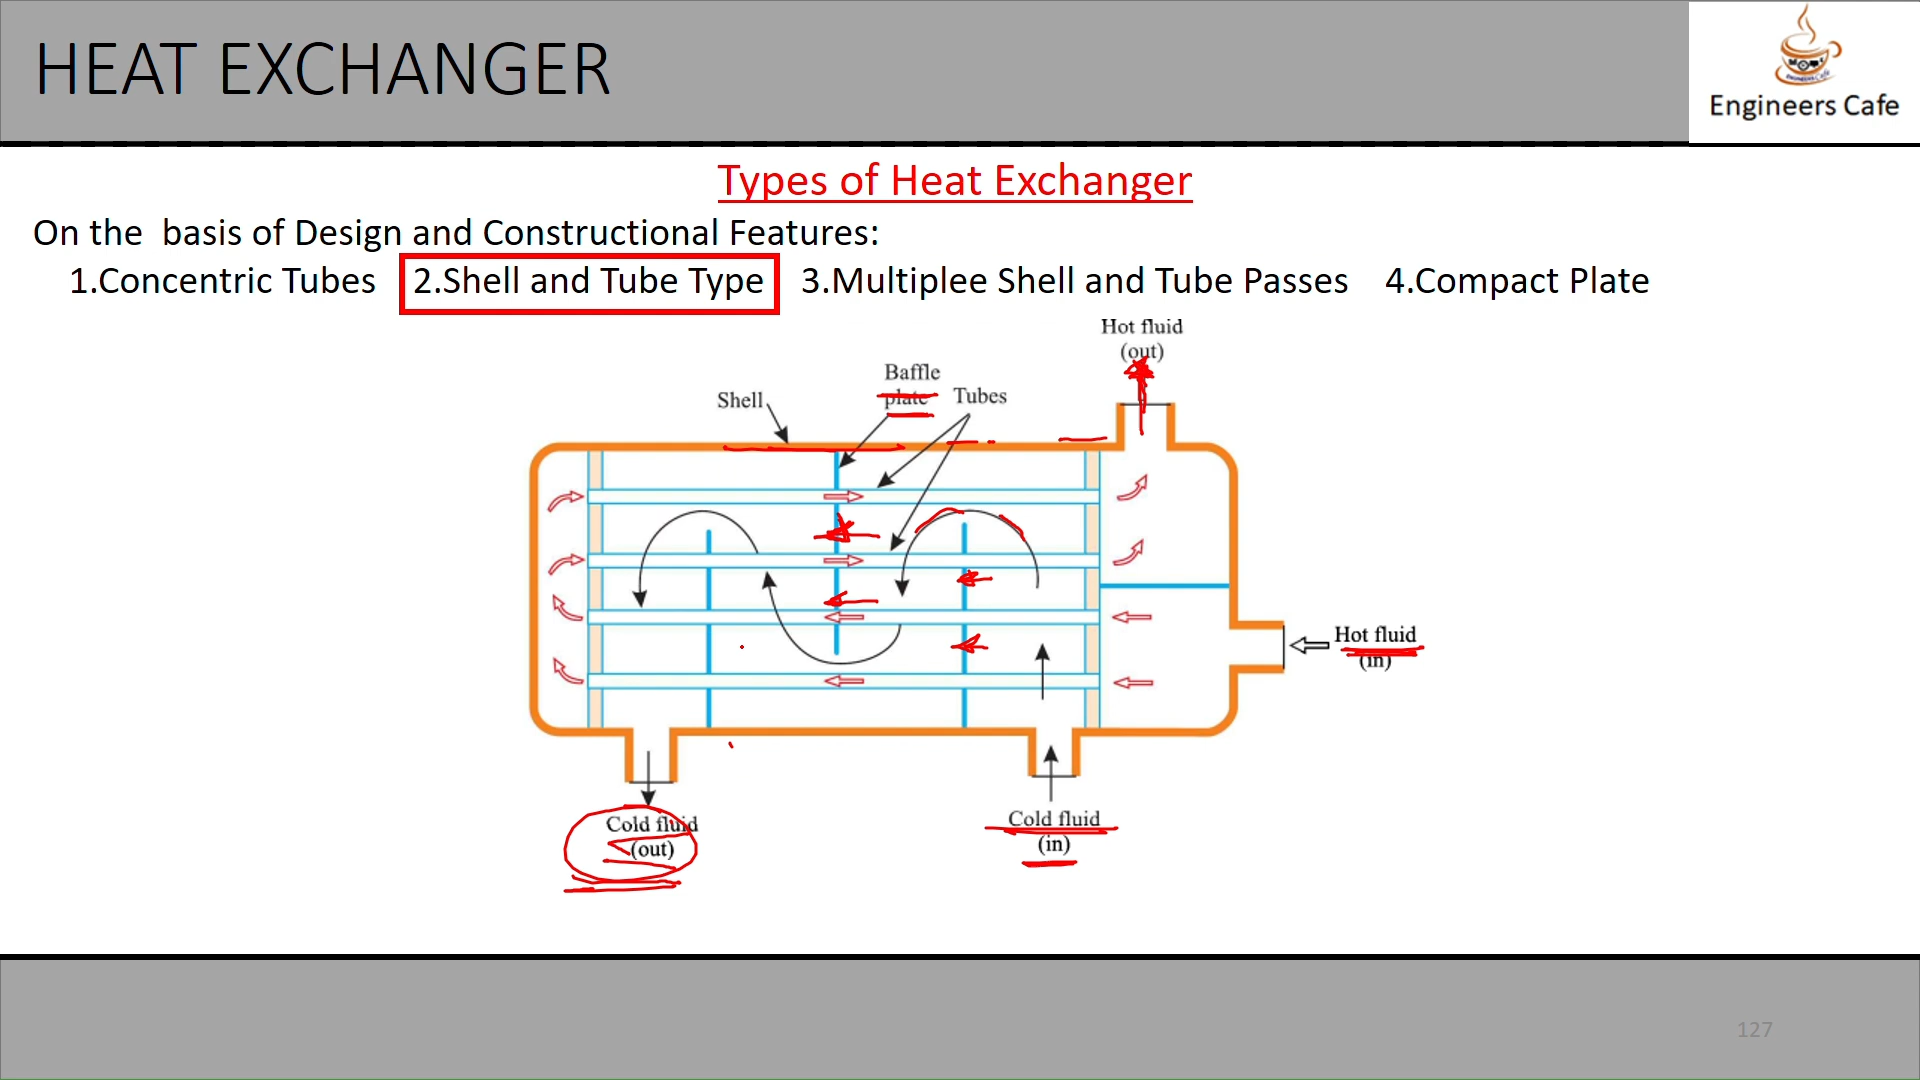 HEAT EXCHANGER
Engineers Cafe
Types of Heat Exchanger
On the basis of Design and Constructional Features:
1.Concentric Tubes 2.Shell and Tube Type 3.Multiplee Shell and Tube Passes 4.Compact Plate
Hot fluid
(out)
Baffle
plate
Shell
Tubes
Hot fluid
(in)
Cold fluid
(out)
Cold fluid
(in)
127